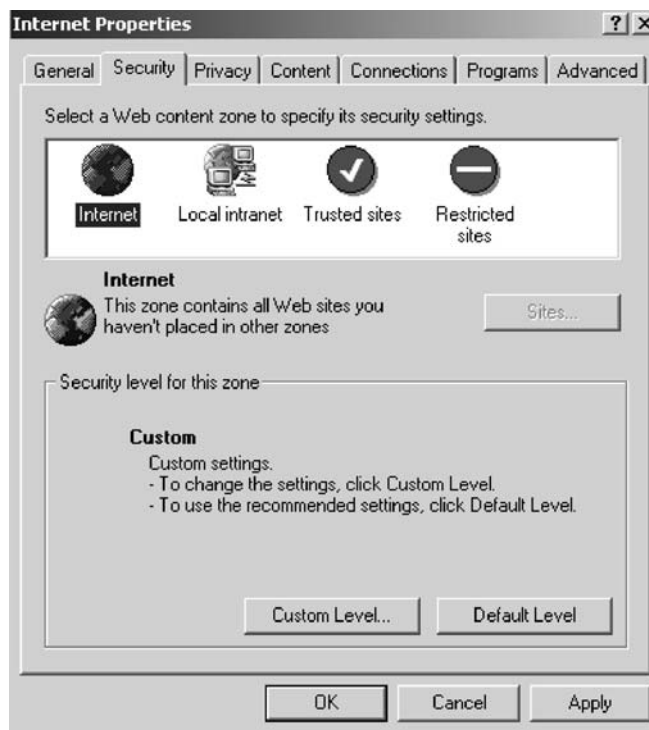 Internet Properties
?
General Security Privacy Content Connections Programs Advanced
Select a Web content zone to specify its security settings.
Internet Local intranet Trusted sites Restricted
sites
Internet
This zone contains all Web sites you
haven't placed in other zones
Sites...
Security level for this zone
Custom
Custom settings.
- To change the settings, click Custom Level.
- To use the recommended settings, click Default Level.
Custom Level... Default Level
OK Cancel Apply